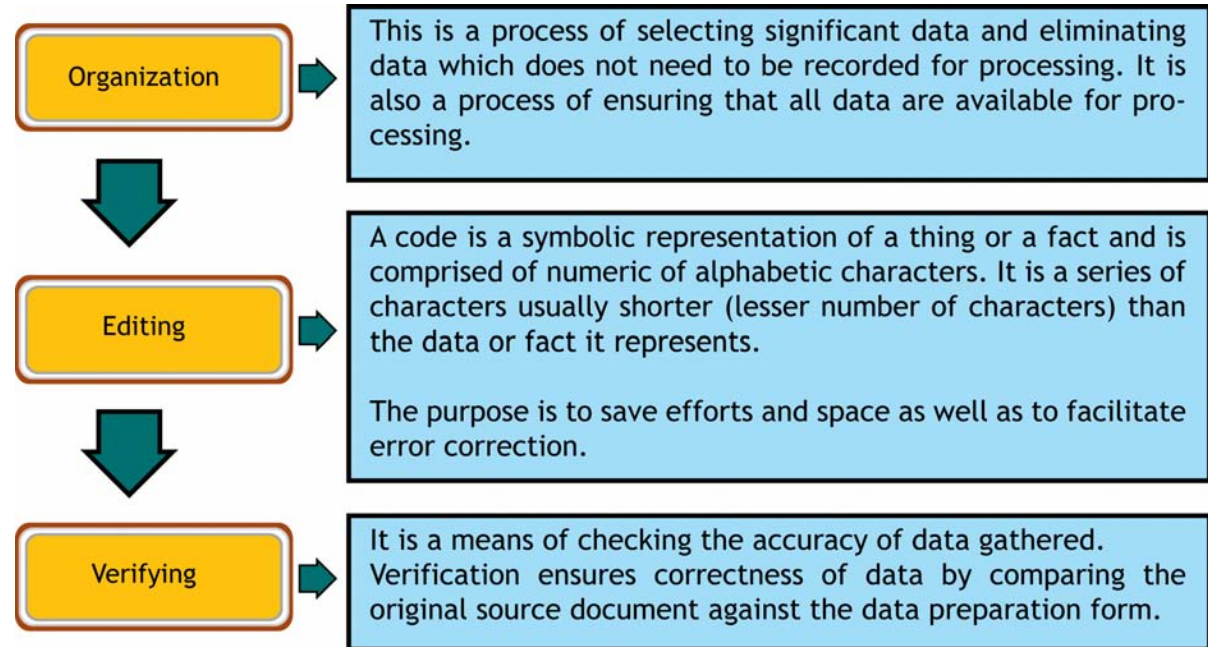 Organization
This is a process of selecting significant data and eliminating
data which does not need to be recorded for processing. It is
also a process of ensuring that all data are available for pro-
cessing.
Editing
A code is a symbolic representation of a thing or a fact and is
comprised of numeric of alphabetic characters. It is a series of
characters usually shorter (lesser number of characters) than
the data or fact it represents.
The purpose is to save efforts and space as well as to facilitate
error correction.
Verifying
It is a means of checking the accuracy of data gathered.
Verification ensures correctness of data by comparing the
original source document against the data preparation form.